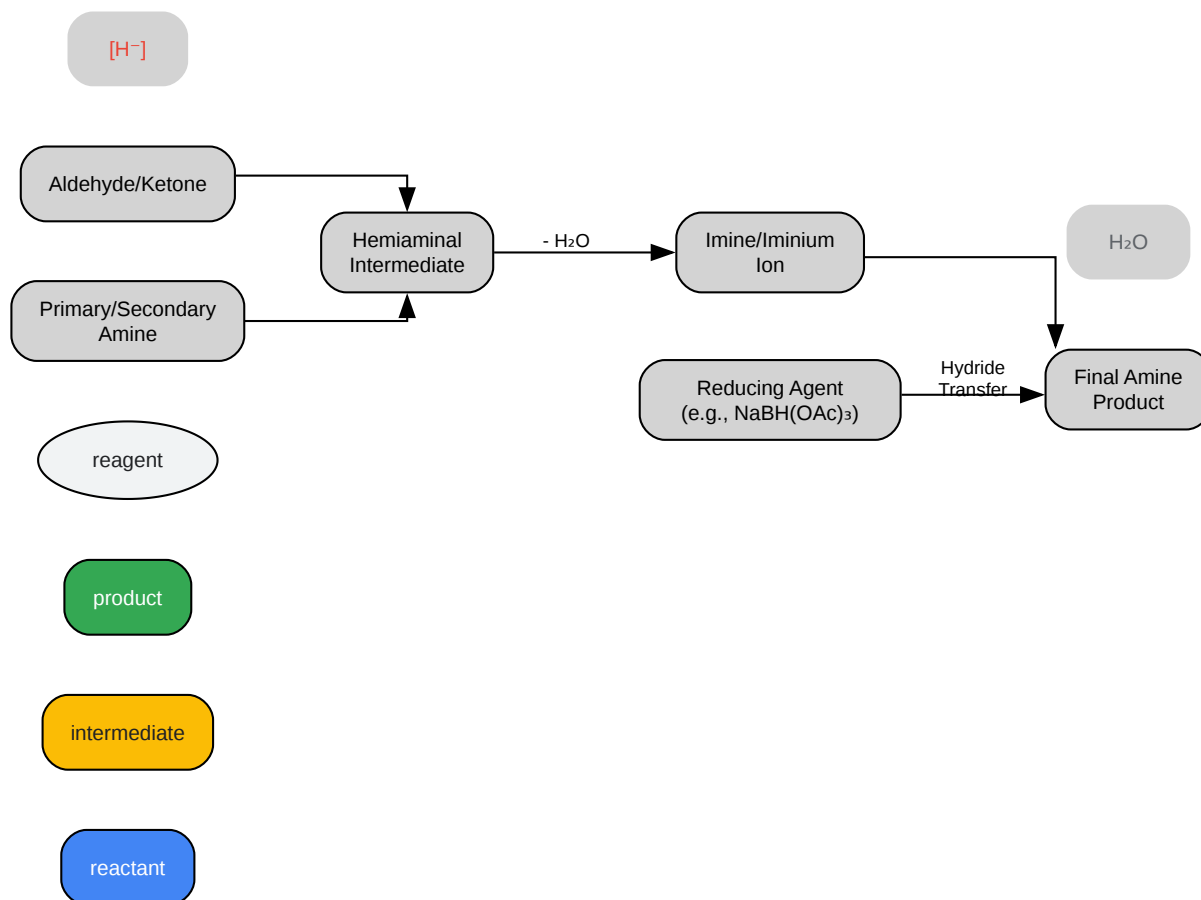 [H⁻]
Aldehyde/Ketone
Hemiaminal
Intermediate
- H₂O
Imine/Iminium
Ion
H₂O
Primary/Secondary
Amine
Reducing Agent
(e.g., NaBH(OAc)₃)
Hydride
Transfer
Final Amine
Product
reagent
product
intermediate
reactant